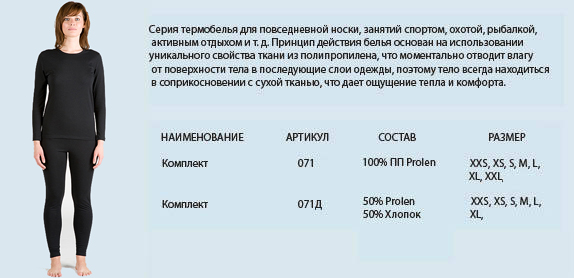 Серия термобелья для повседневной носки, занятий спортом, охотой, рыбалкой,
активным отдыхом и т. д. Принцип действия белья основан на использовании
уникального свойства ткани из полипропилена, что моментально отводит влагу
от поверхности тела в последующие слои одежды, поэтому тело всегда находиться
в соприкосновении с сухой тканью, что дает ощущение тепла и комфорта.
НАИМЕНОВАНИЕ АРТИКУЛ СОСТАВ РАЗМЕР
Комплект 071 100% ПП Prolen XXS, XS, S, M, L,
XL, XXL
Комплект 071Д 50% Prolen XXS, XS, S, M, L,
50% Хлопок XL,